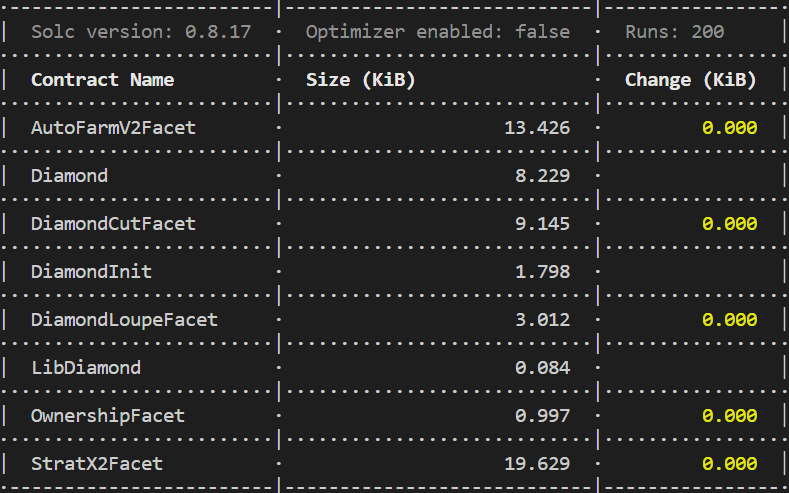 Solc version: 0.8.17 · Optimizer enabled: false · Runs: 200
Contract Name · Size (KiB) · Change (KiB)
AutoFarmV2Facet · 13.426 · 0.000
Diamond · 8.229 ·
DiamondCutFacet · 9.145 · 0.000
DiamondInit · 1.798 ·
DiamondLoupeFacet · 3.012 · 0.000
LibDiamond · 0.084 ·
OwnershipFacet · 0.997 · 0.000
StratX2Facet · 19.629 · 0.000